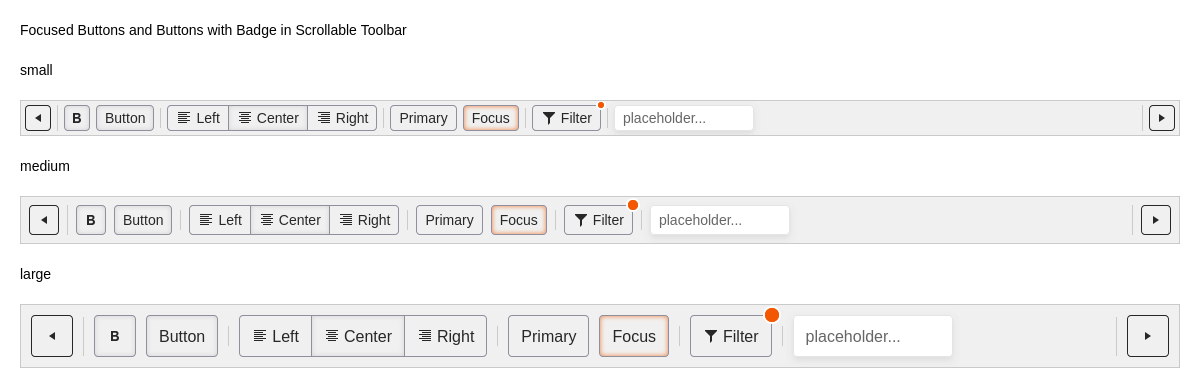 Focused Buttons and Buttons with Badge in Scrollable Toolbar
small
B Button Left Center Right Primary Focus Filter placeholder...
medium
B Button Left Center Right Primary Focus Filter placeholder...
large
B Button Left Center Right Primary Focus Filter placeholder...